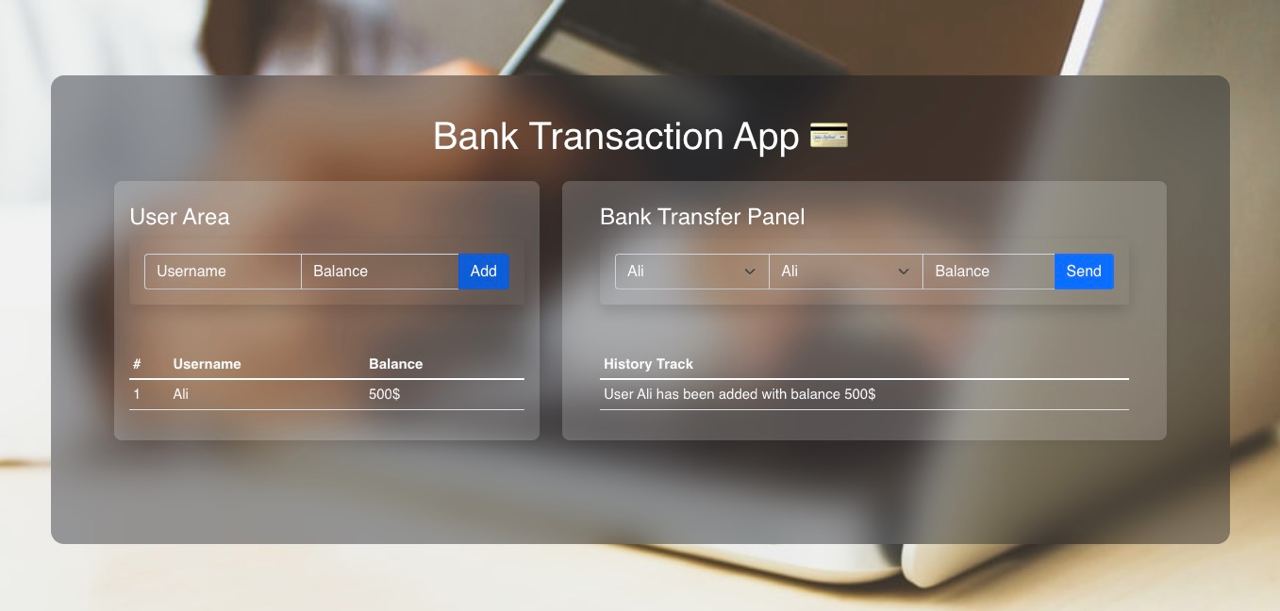 Bank Transaction App 💳
User Area
Username Balance Add
# Username Balance
1 Ali 500$
Bank Transfer Panel
Ali Ali Balance Send
History Track
User Ali has been added with balance 500$